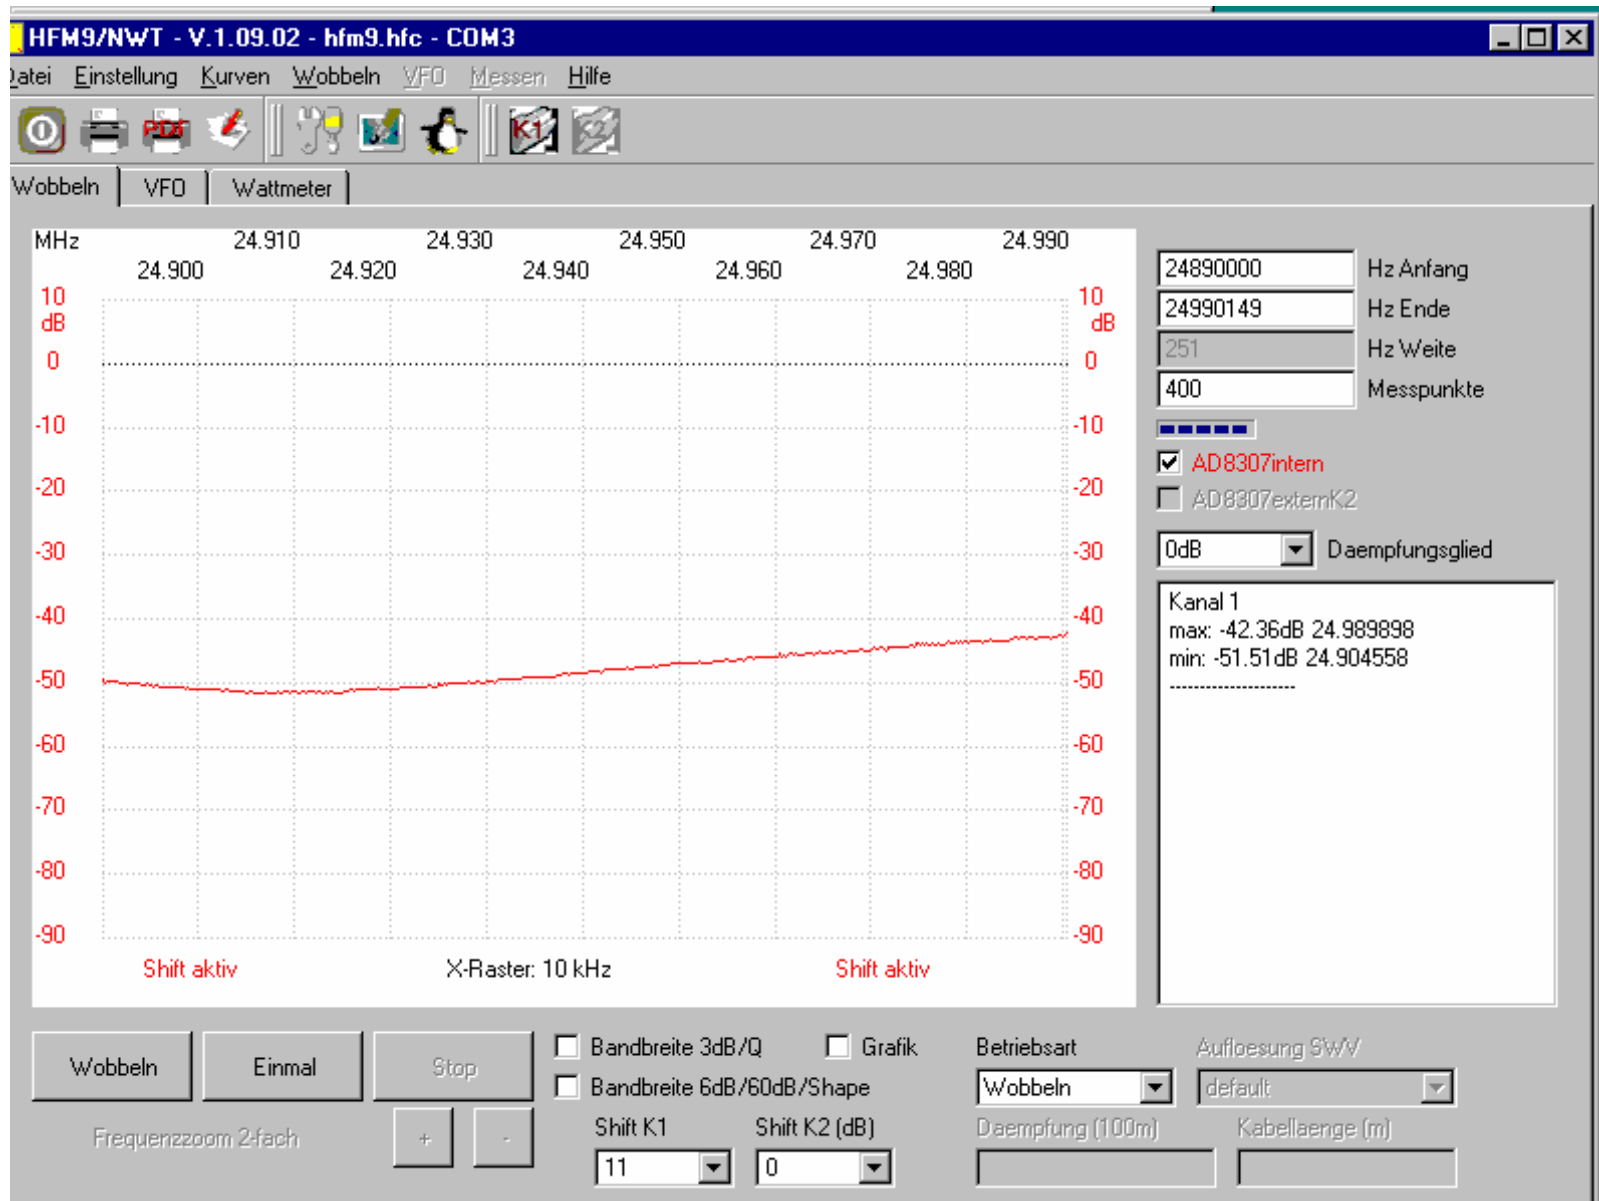 HFM9/NWT - V.1.09.02 - hfm9.hfc - COM3
Datei Einstellung Kurven Wobbeln VFO Messen Hilfe
PDF K1 K2
Wobbeln VFO Wattmeter
MHz 24.910 24.930 24.950 24.970 24.990
24.900 24.920 24.940 24.960 24.980
10 10
dB dB
0 0
-10 -10
-20 -20
-30 -30
-40 -40
-50 -50
-60 -60
-70 -70
-80 -80
-90 -90
Shift aktiv X-Raster: 10 kHz Shift aktiv
24890000 Hz Anfang
24990149 Hz Ende
251 Hz Weite
400 Messpunkte
AD8307intern
AD8307externK2
0dB Daempfungsglied
Kanal 1
max: -42.36dB 24.989898
min: -51.51dB 24.904558
---------------------
Wobbeln Einmal Stop
Frequenzzoom 2-fach + -
Bandbreite 3dB/Q Grafik
Bandbreite 6dB/60dB/Shape
Shift K1 Shift K2 (dB)
11 0
Betriebsart Aufloesung SWV
Wobbeln default
Daempfung (100m) Kabellaenge (m)